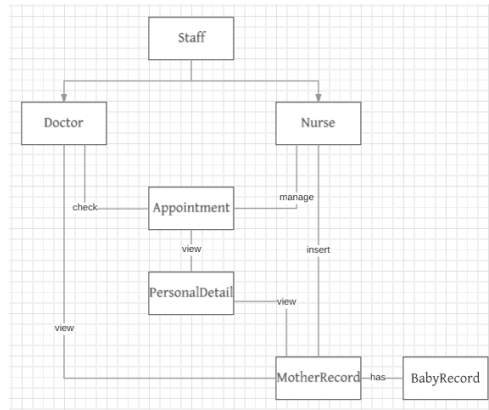 Staff
Doctor
Nurse
manage
check
Appointment
view
insert
PersonalDetail
view
view
MotherRecord
has
BabyRecord